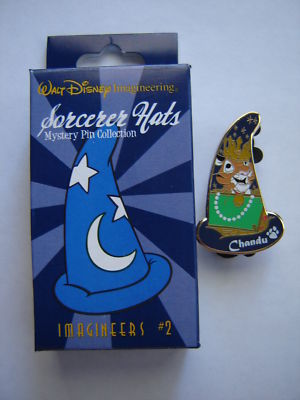 WALT DISNEY Imagineering®
Sorcerer Hats
Mystery Pin Collection
IMAGINEERS #2
Chandu